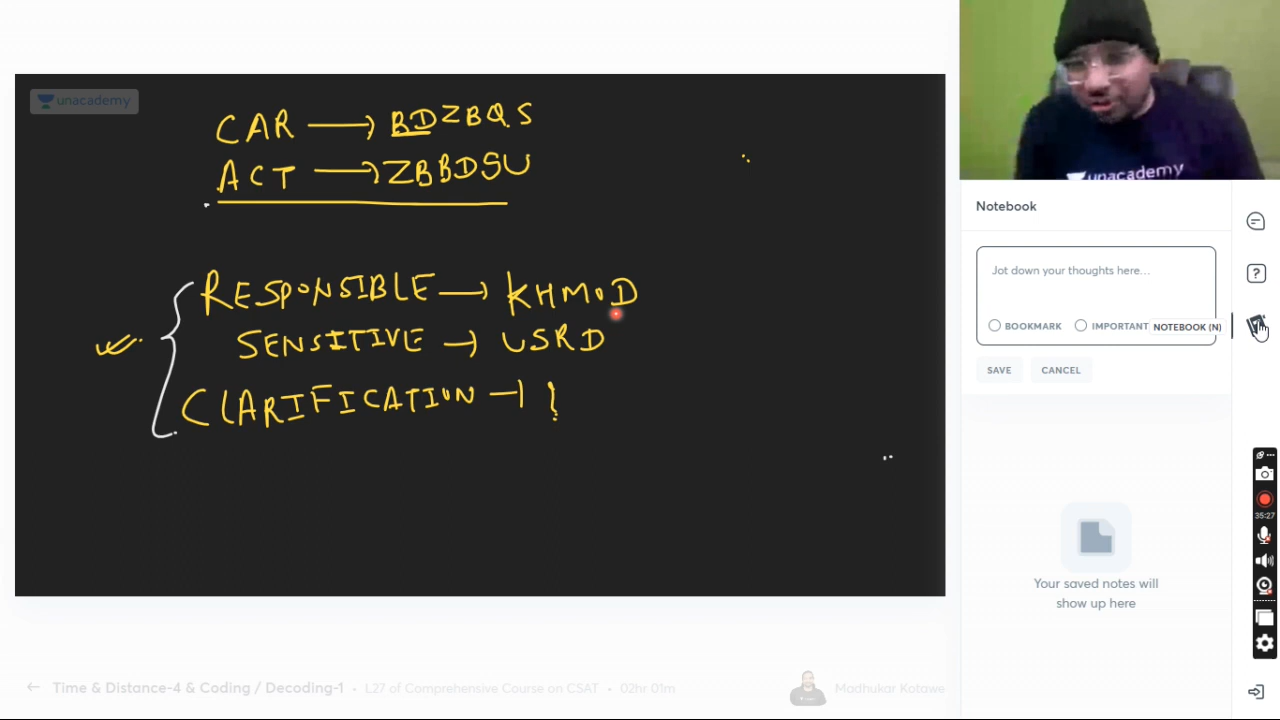 unacademy
CAR → BDZBQS
ACT → ZBBDSU
RESPONSIBLE → KHMOD
SENSITIVE → USRD
CLARIFICATION → ?
unacademy
Notebook
Jot down your thoughts here...
BOOKMARK IMPORTANT NOTEBOOK (N)
SAVE CANCEL
35:27
Your saved notes will
show up here
Time & Distance-4 & Coding / Decoding-1 • L27 of Comprehensive Course on CSAT • 02hr 01m
Madhukar Kotawe